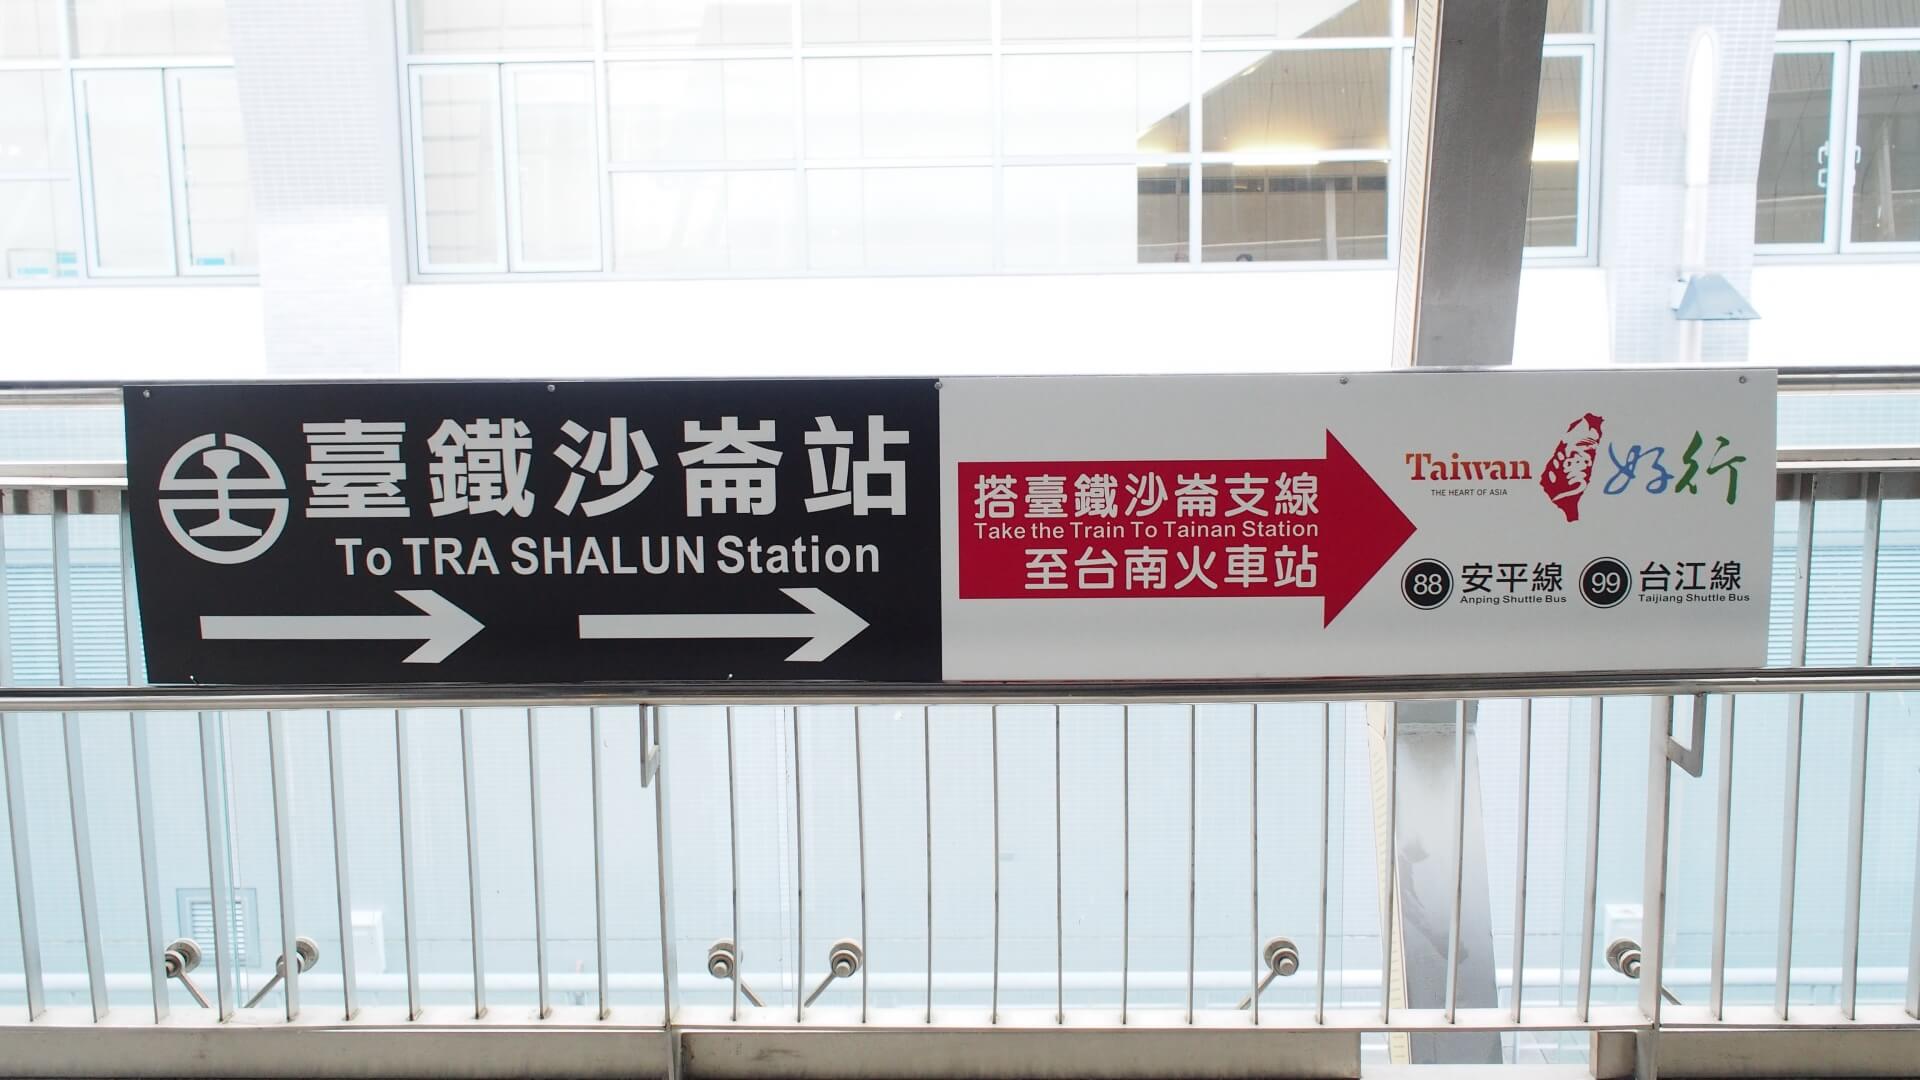 臺鐵沙崙站
To TRA SHALUN Station
搭臺鐵沙崙支線
Take the Train To Tainan Station
至台南火車站
Taiwan
THE HEART OF ASIA
灣好行
88 安平線
Anping Shuttle Bus
99 台江線
Taijiang Shuttle Bus